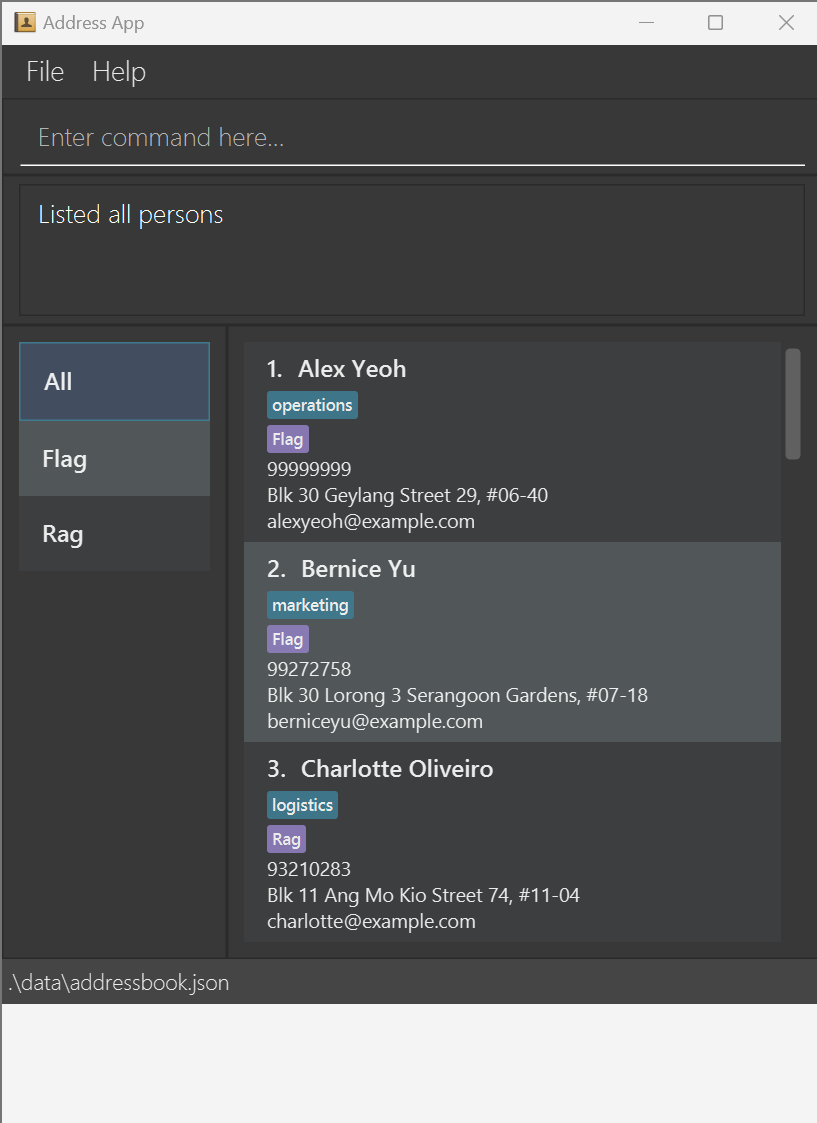 Address App
File Help
Enter command here...
Listed all persons
All
Flag
Rag
1. Alex Yeoh
operations
Flag
99999999
Blk 30 Geylang Street 29, #06-40
alexyeoh@example.com
2. Bernice Yu
marketing
Flag
99272758
Blk 30 Lorong 3 Serangoon Gardens, #07-18
berniceyu@example.com
3. Charlotte Oliveiro
logistics
Rag
93210283
Blk 11 Ang Mo Kio Street 74, #11-04
charlotte@example.com
.\data\addressbook.json